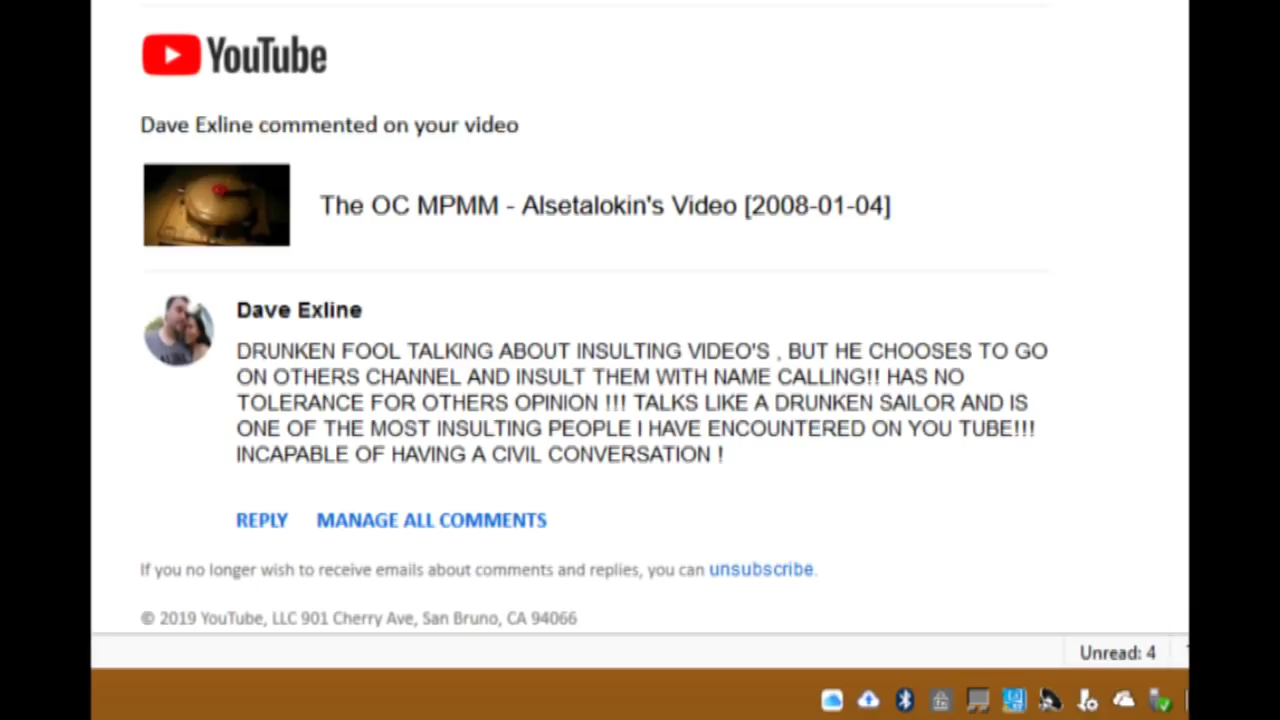 YouTube
Dave Exline commented on your video
The OC MPMM - Alsetalokin's Video [2008-01-04]
Dave Exline
DRUNKEN FOOL TALKING ABOUT INSULTING VIDEO'S , BUT HE CHOOSES TO GO
ON OTHERS CHANNEL AND INSULT THEM WITH NAME CALLING!! HAS NO
TOLERANCE FOR OTHERS OPINION !!! TALKS LIKE A DRUNKEN SAILOR AND IS
ONE OF THE MOST INSULTING PEOPLE I HAVE ENCOUNTERED ON YOU TUBE!!!
INCAPABLE OF HAVING A CIVIL CONVERSATION !
REPLY MANAGE ALL COMMENTS
If you no longer wish to receive emails about comments and replies, you can unsubscribe.
© 2019 YouTube, LLC 901 Cherry Ave, San Bruno, CA 94066
Unread: 4